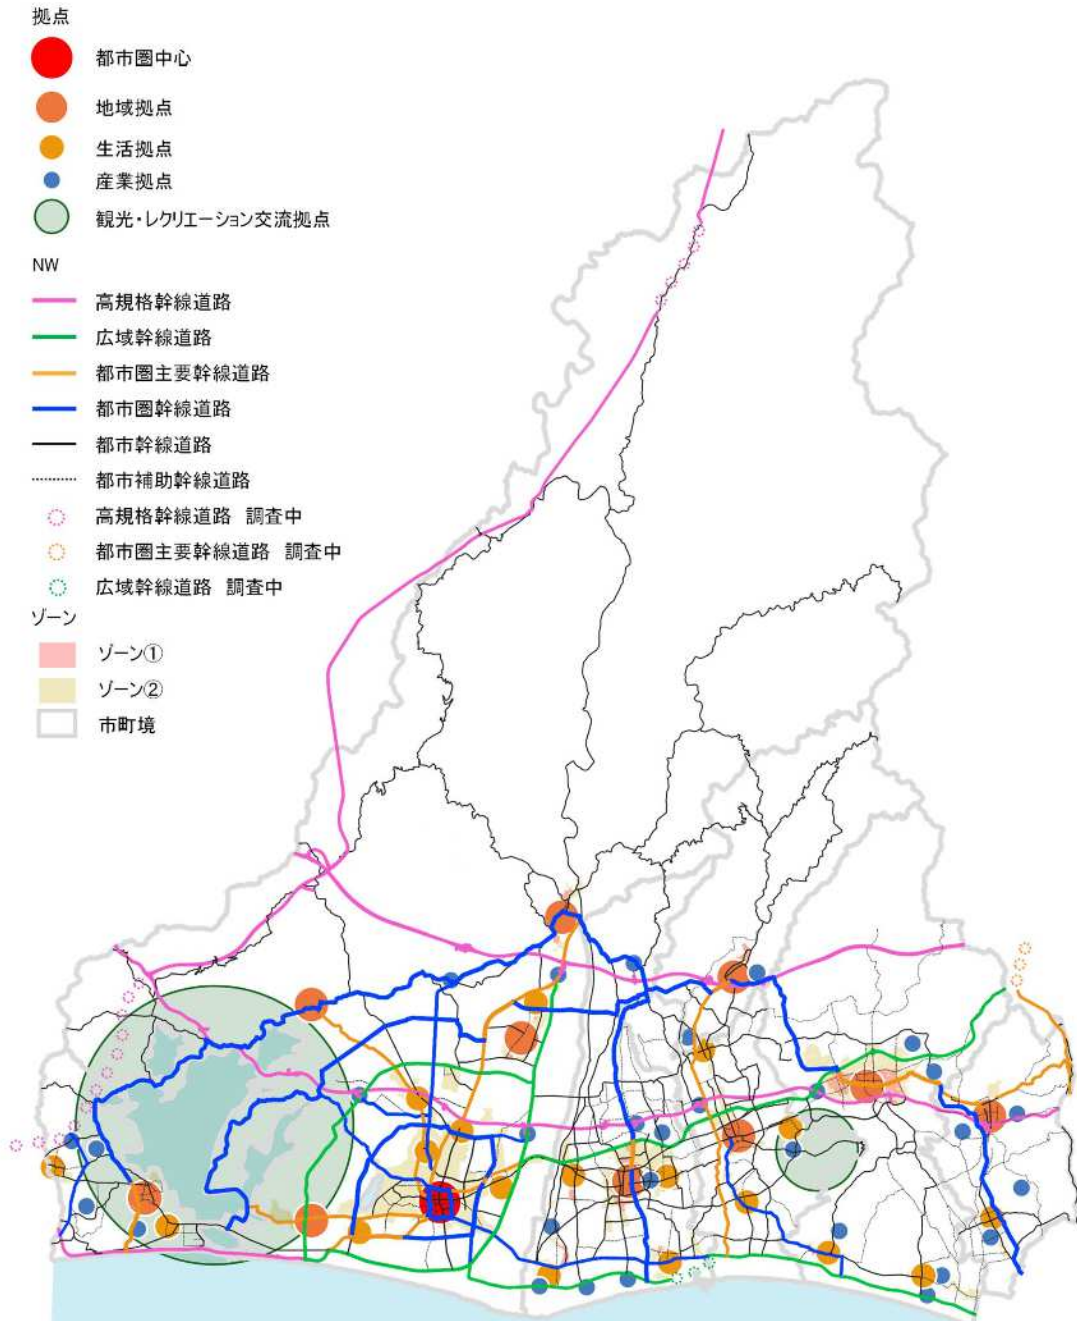 拠点
都市圏中心
地域拠点
生活拠点
産業拠点
観光・レクリエーション交流拠点
NW
高規格幹線道路
広域幹線道路
都市圏主要幹線道路
都市圏幹線道路
都市幹線道路
都市補助幹線道路
高規格幹線道路 調査中
都市圏主要幹線道路 調査中
広域幹線道路 調査中
ゾーン
ゾーン①
ゾーン②
市町境